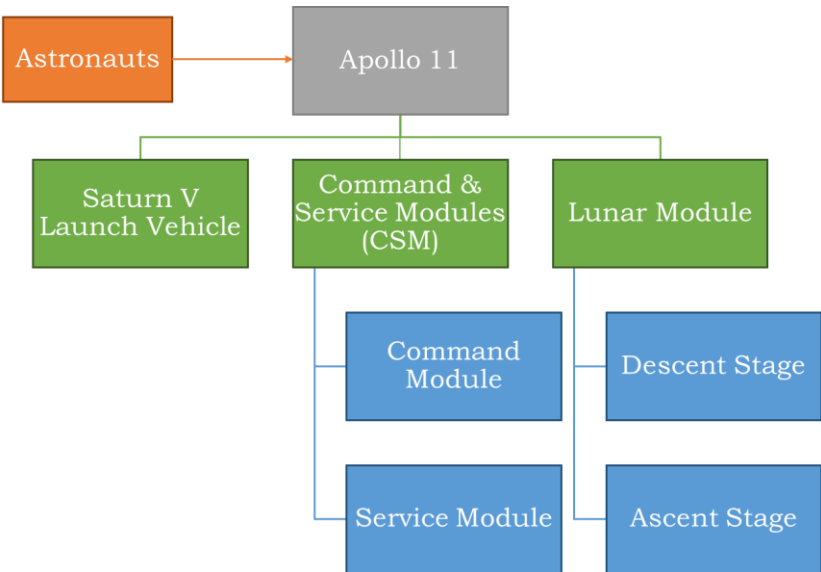 Astronauts
Apollo 11
Saturn V
Launch Vehicle
Command &
Service Modules
(CSM)
Lunar Module
Command
Module
Descent Stage
Service Module
Ascent Stage